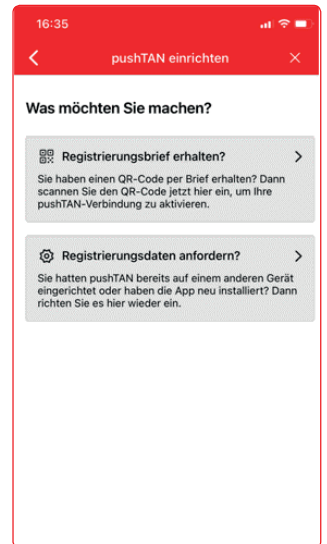 16:35
pushTAN einrichten
Was möchten Sie machen?
Registrierungsbrief erhalten?
Sie haben einen QR-Code per Brief erhalten? Dann
scannen Sie den QR-Code jetzt hier ein, um Ihre
pushTAN-Verbindung zu aktivieren.
Registrierungsdaten anfordern?
Sie hatten pushTAN bereits auf einem anderen Gerät
eingerichtet oder haben die App neu installiert? Dann
richten Sie es hier wieder ein.